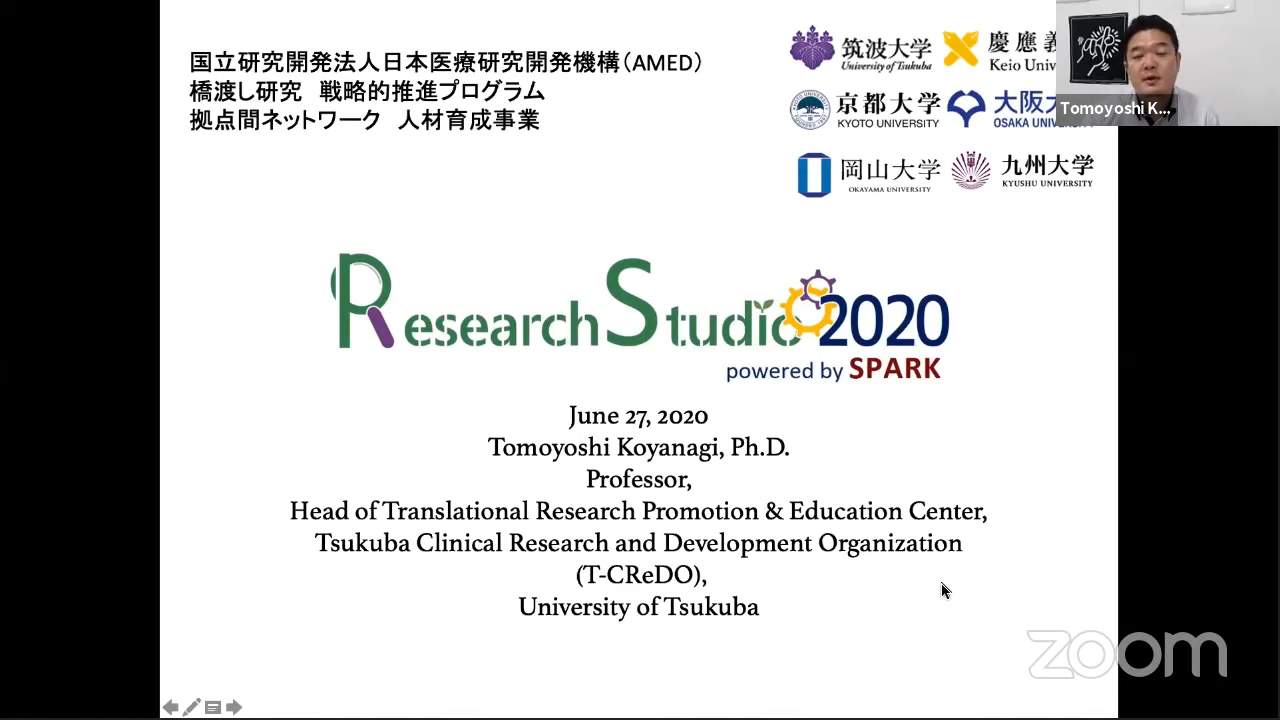 国立研究開発法人日本医療研究開発機構（AMED）
橋渡し研究　戦略的推進プログラム
拠点間ネットワーク　人材育成事業
筑波大学
University of Tsukuba
慶應義
Keio Univ
京都大学
KYOTO UNIVERSITY
大阪大
OSAKA UNIVERS
Tomoyoshi K...
岡山大学
OKAYAMA UNIVERSITY
九州大学
KYUSHU UNIVERSITY
ResearchStudio 2020
powered by SPARK
June 27, 2020
Tomoyoshi Koyanagi, Ph.D.
Professor,
Head of Translational Research Promotion & Education Center,
Tsukuba Clinical Research and Development Organization
(T-CReDO),
University of Tsukuba
zoom